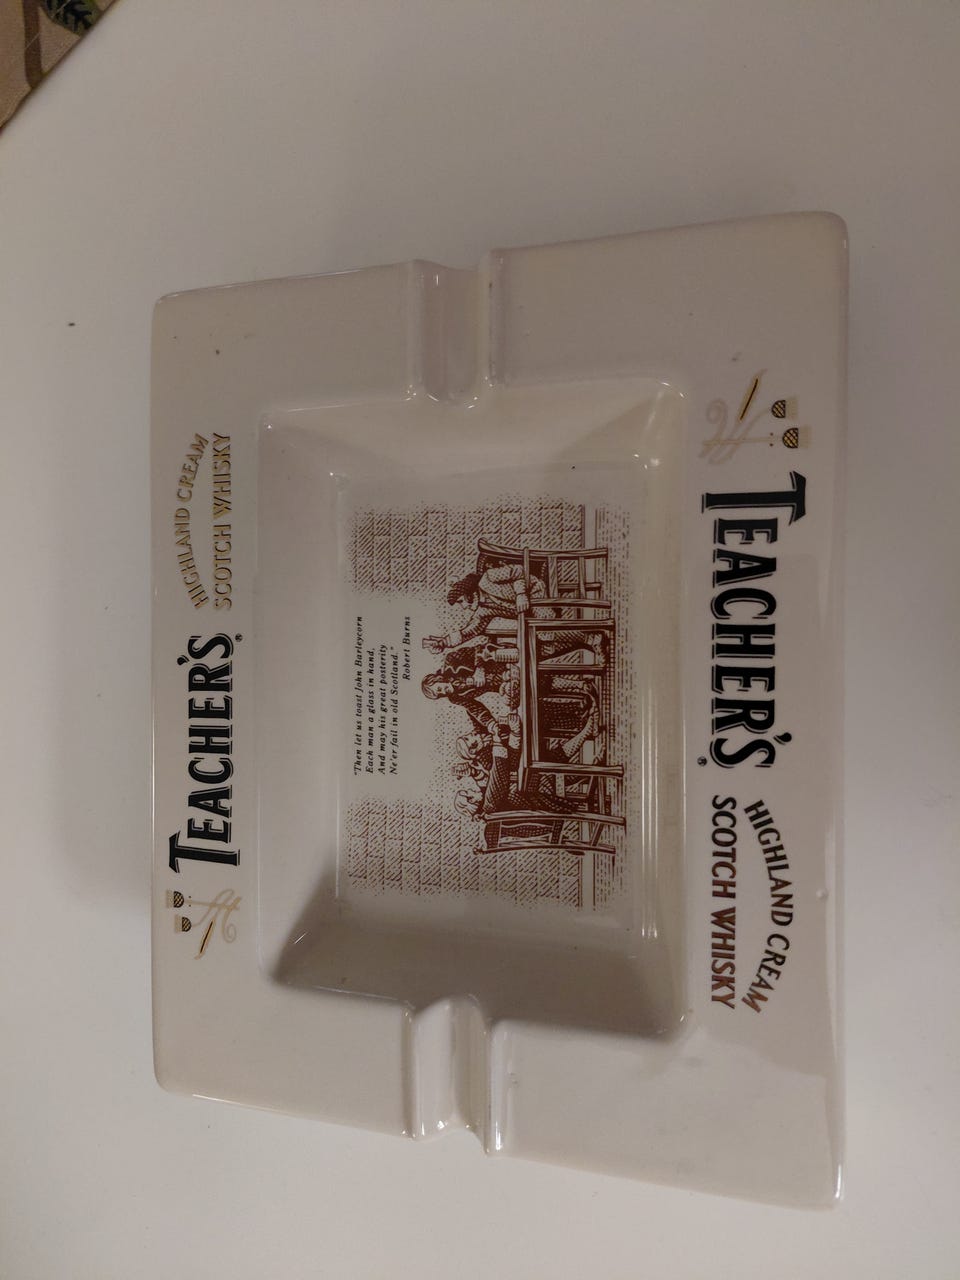 TEACHER'S®
HIGHLAND CREAM
SCOTCH WHISKY
"Then let us toast John Barleycorn
Each man a glass in hand,
And may his great posterity
Ne'er fail in old Scotland."
Robert Burns
TEACHER'S®
HIGHLAND CREAM
SCOTCH WHISKY